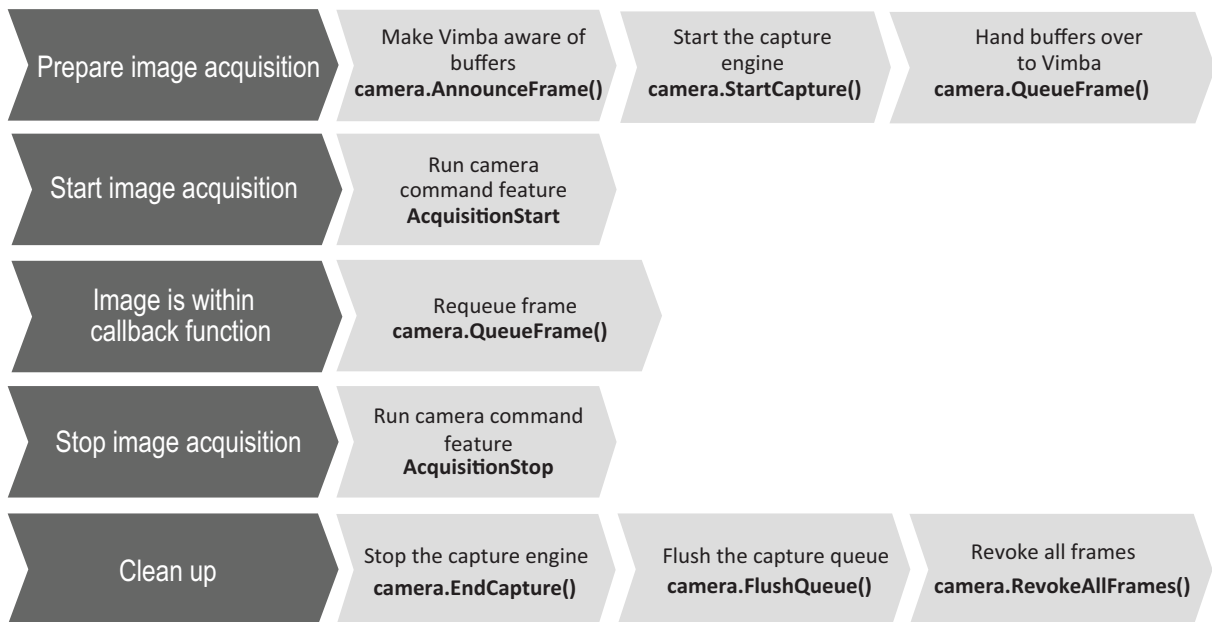 Prepare image acquisition
Make Vimba aware of
buffers
camera.AnnounceFrame()
Start the capture
engine
camera.StartCapture()
Hand buffers over
to Vimba
camera.QueueFrame()
Start image acquisition
Run camera
command feature
AcquisitionStart
Image is within
callback function
Requeue frame
camera.QueueFrame()
Stop image acquisition
Run camera command
feature
AcquisitionStop
Clean up
Stop the capture engine
camera.EndCapture()
Flush the capture queue
camera.FlushQueue()
Revoke all frames
camera.RevokeAllFrames()